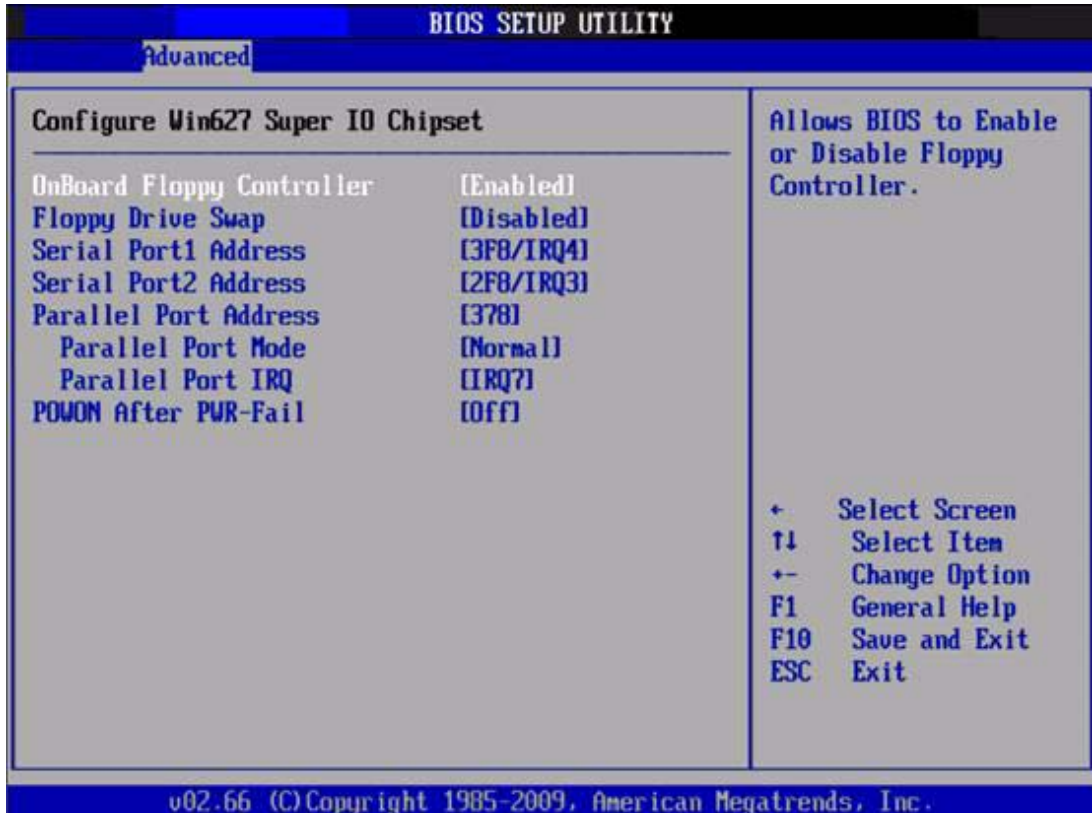 BIOS SETUP UTILITY
Advanced
Configure Win627 Super IO Chipset
OnBoard Floppy Controller [Enabled]
Floppy Drive Swap [Disabled]
Serial Port1 Address [3F8/IRQ4]
Serial Port2 Address [2F8/IRQ3]
Parallel Port Address [378]
Parallel Port Mode [Normal]
Parallel Port IRQ [IRQ7]
POWON After PWR-Fail [Off]
Allows BIOS to Enable
or Disable Floppy
Controller.
← Select Screen
↑↓ Select Item
+- Change Option
F1 General Help
F10 Save and Exit
ESC Exit
v02.66 (C)Copyright 1985-2009, American Megatrends, Inc.